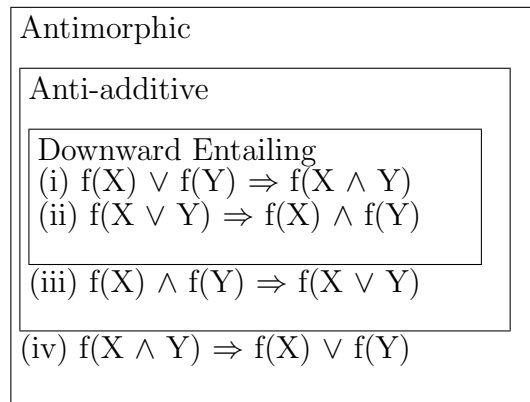 Antimorphic
Anti-additive
Downward Entailing
(i) f(X) ∨ f(Y) ⇒ f(X ∧ Y)
(ii) f(X ∨ Y) ⇒ f(X) ∧ f(Y)
(iii) f(X) ∧ f(Y) ⇒ f(X ∨ Y)
(iv) f(X ∧ Y) ⇒ f(X) ∨ f(Y)